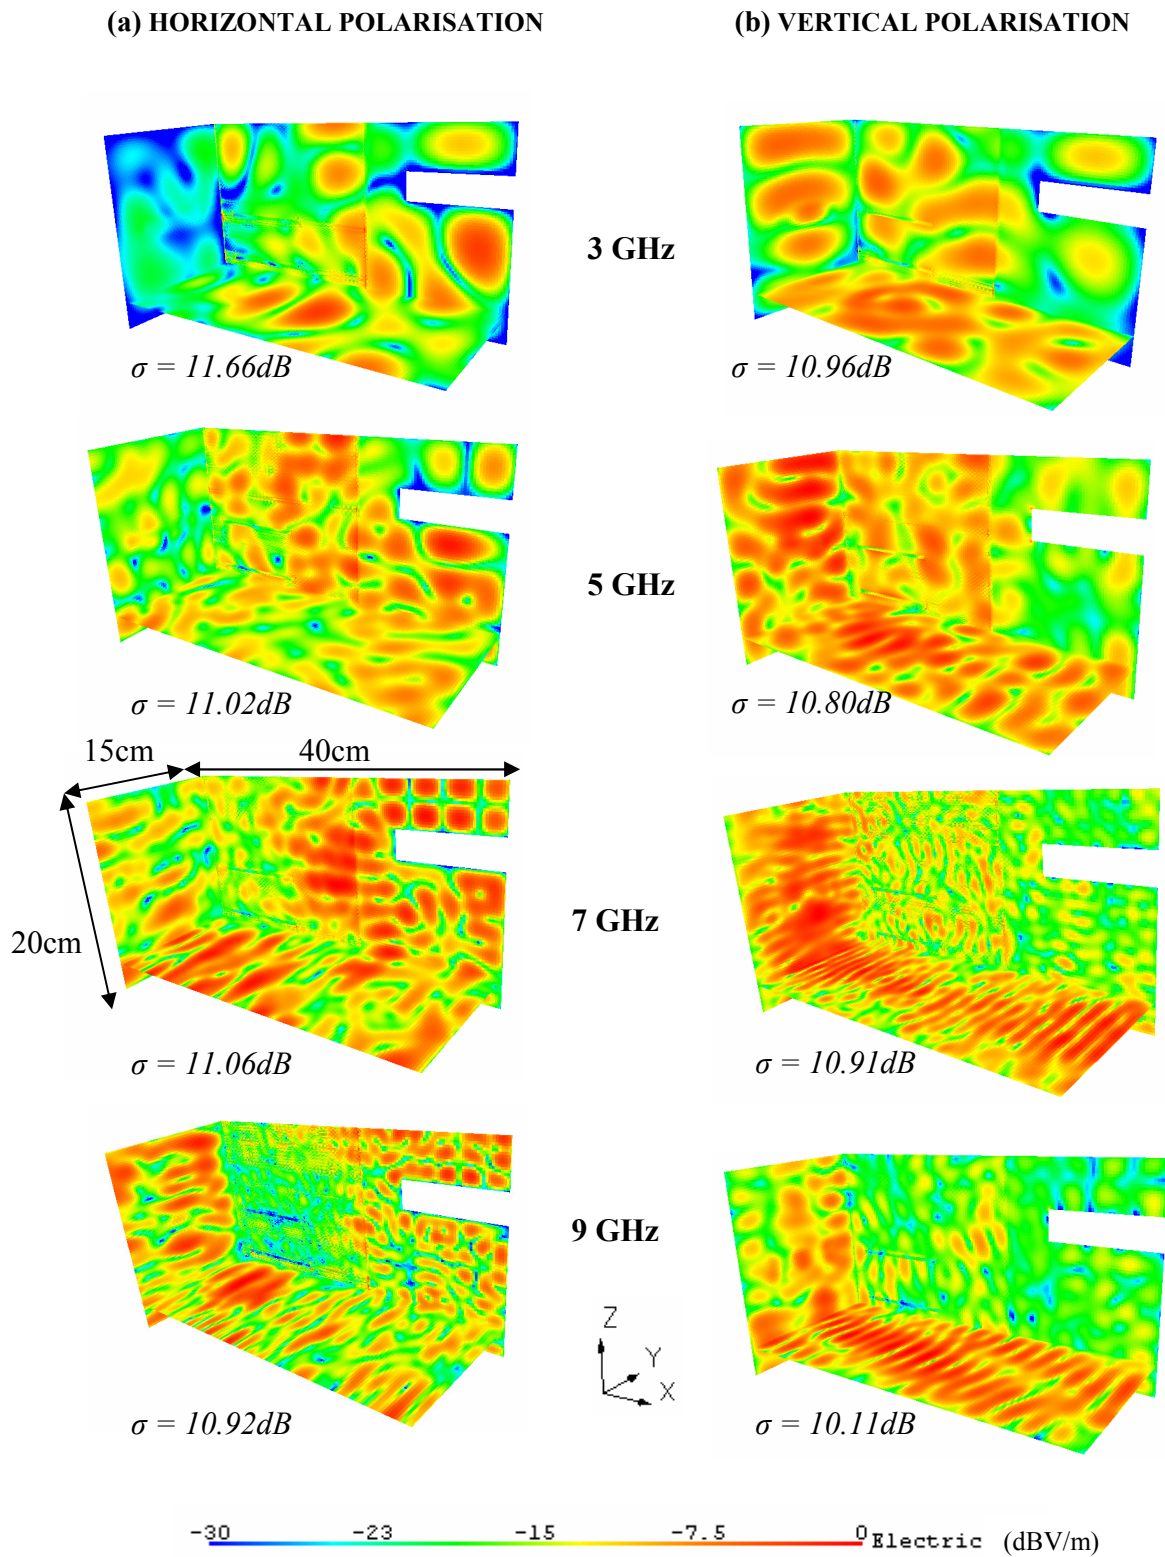 (a) HORIZONTAL POLARISATION
(b) VERTICAL POLARISATION
3 GHz
σ = 11.66dB
σ = 10.96dB
5 GHz
σ = 11.02dB
σ = 10.80dB
15cm
40cm
20cm
7 GHz
σ = 11.06dB
σ = 10.91dB
9 GHz
Z
Y
X
σ = 10.92dB
σ = 10.11dB
-30 -23 -15 -7.5 0 Electric (dBV/m)